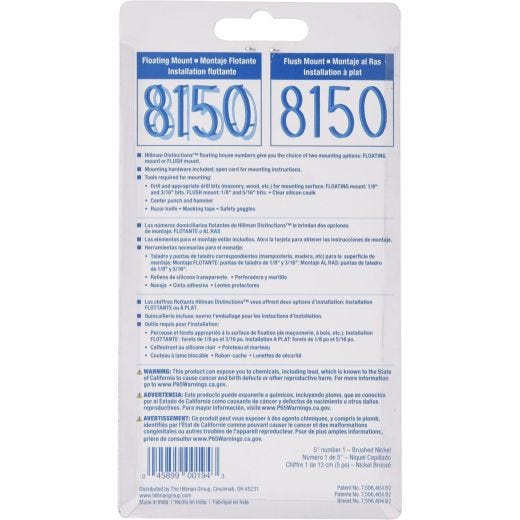 Floating Mount ■ Montaje Flotante
Installation flottante
8150
Flush Mount ■ Montaje al Ras
Installation à plat
8150
■ Hillman Distinctions™ floating house numbers give you the choice of two mounting options: FLOATING
mount or FLUSH mount.
■ Mounting hardware included; open card for mounting instructions.
■ Tools required for mounting:
• Drill and appropriate drill bits (masonry, wood, etc.) for mounting surface: FLOATING mount: 1/8"
and 3/16" bits. FLUSH mount: 1/8" and 5/16" bits. • Clear silicon caulk
• Center punch and hammer
• Razor knife • Masking tape • Safety goggles
■ Los números domiciliarios flotantes de Hillman Distinctions™ le brindan dos opciones
de montaje: FLOTANTE o AL RAS
■ Los elementos para el montaje están incluidos. Abra la tarjeta para obtener las instrucciones de montaje.
■ Herramientas necesarias para el montaje:
• Taladro y puntas de taladro correspondientes (mampostería, madera, etc) para la superficie de
montaje: Montaje FLOTANTE: puntas de taladro de 1/8" y 3/16". Montaje AL RAS: puntas de taladro
de 1/8" y 5/16".
• Relleno de silicona transparente. • Perforadora y martillo
• Navaja • Cinta adhesiva • Lentes protectores
■ Les chiffres flottants Hillman Distinctions™ vous offrent deux options d'installation: Installation
FLOTTANTE ou À PLAT.
■ Quincaillerie incluse; ouvrez l'emballage pour les instuctions d'installation.
■ Outils requis pour l'installation:
• Perceuse et forets appropriés à la surface de fixation (de maçonnerie, à bois, etc.). Installation
FLOTTANTE : forets de 1/8 po et 3/16 po. Installation A PLAT: forets de 1/8 po et 5/16 po.
• Calfeutrant au silicone clair • Pointeau et marteau
• Couteau à lame biovable • Ruban-cache • Lunettes de sécurité
⚠ WARNING: This product can expose you to chemicals, including lead, which is known to the State
of California to cause cancer and birth defects or other reproductive harm. For more information
go to www.P65Warnings.ca.gov.
⚠ ADVERTENCIA: Este producto puede exponerle a químicos, incluyendo plomo, que es conocido
por el Estado de California como causante de cáncer y defectos de nacimiento u otros daños
reproductivos. Para mayor información, visite www.P65Warnings.ca.gov.
⚠ AVERTISSEMENT: Ce produit peut vous exposer à des agents chimiques, y compris le plomb,
identifiés par l'État de Californie comme pouvant causer le cancer et des malformations
congénitales ou autres troubles de l'appareil reproducteur. Pour de plus amples informations,
prière de consulter www.P65Warnings.ca.gov.
0 45899 00194 3
5" number 1 – Brushed Nickel
Número 1 de 5" – Níquel Cepillado
Chiffre 1 de 13 cm (5 po) – Nickel Brossé
Distributed by The Hillman Group, Cincinnati, OH 45231
www.hillmangroup.com
Made in India • Hecho en India • Fabriqué en Inde
Patent No. 7,506,464 B2
Patente No. 7,506,464 B2
Brevet No. 7,506,464 B2